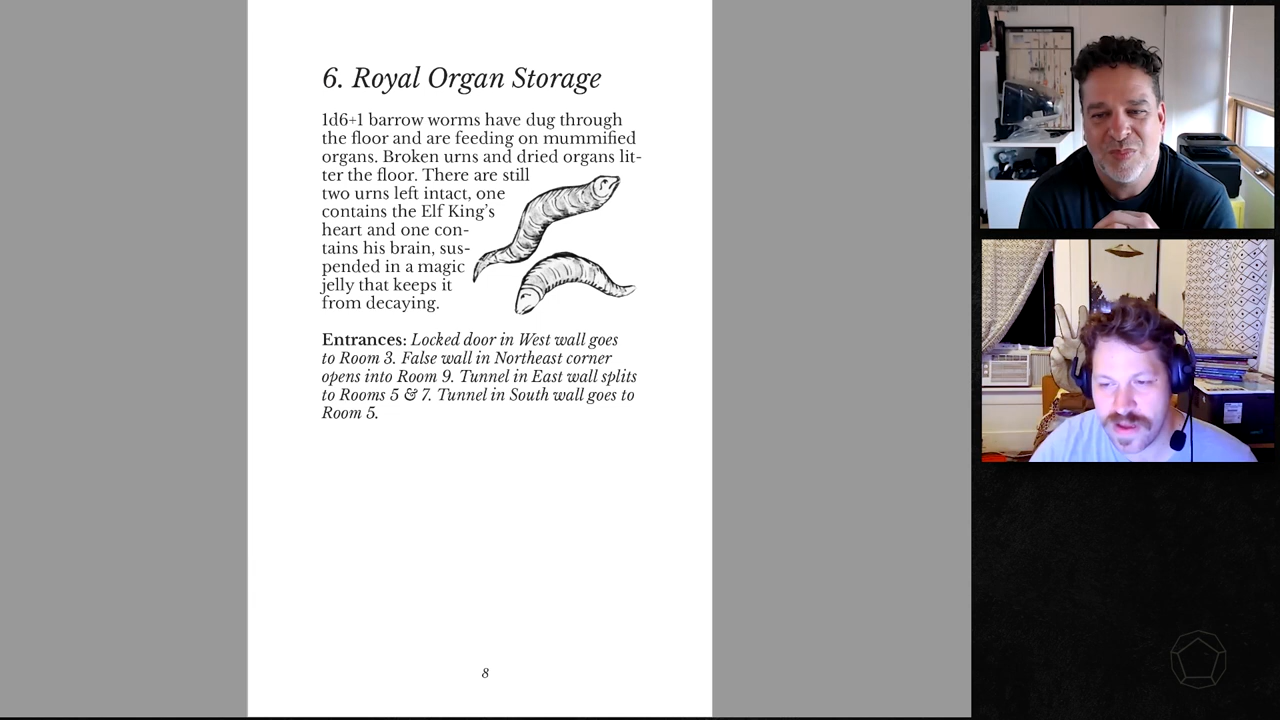 6. Royal Organ Storage
1d6+1 barrow worms have dug through
the floor and are feeding on mummified
organs. Broken urns and dried organs lit-
ter the floor. There are still
two urns left intact, one
contains the Elf King's
heart and one con-
tains his brain, sus-
pended in a magic
jelly that keeps it
from decaying.
Entrances: Locked door in West wall goes
to Room 3. False wall in Northeast corner
opens into Room 9. Tunnel in East wall splits
to Rooms 5 & 7. Tunnel in South wall goes to
Room 5.
8